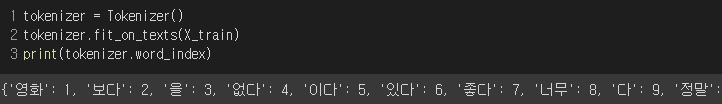 1 tokenizer = Tokenizer()
2 tokenizer.fit_on_texts(X_train)
3 print(tokenizer.word_index)
{'영화': 1, '보다': 2, '을': 3, '없다': 4, '이다': 5, '있다': 6, '좋다': 7, '너무': 8, '다': 9, '정말':